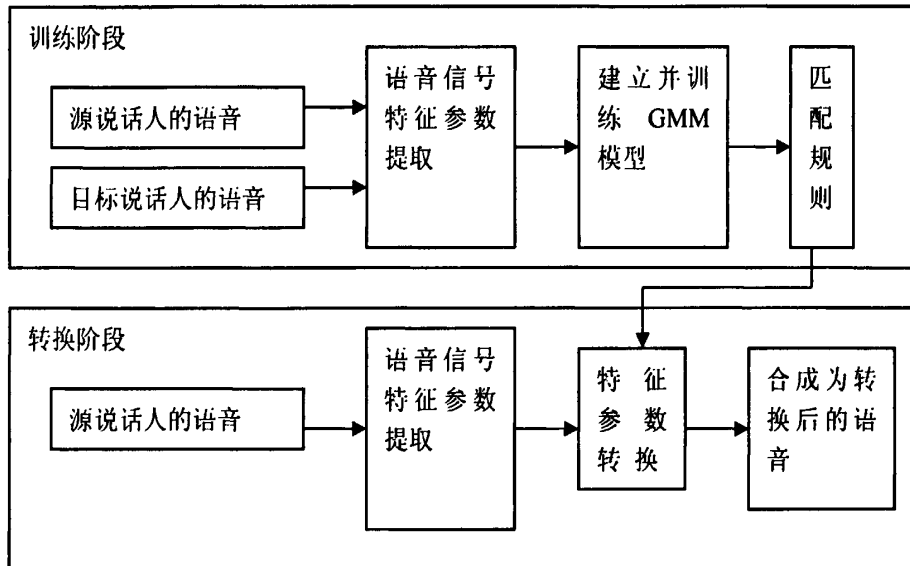 训练阶段
源说话人的语音
目标说话人的语音
语音信号
特征参数
提取
建立并训
练 GMM
模型
匹
配
规
则
转换阶段
源说话人的语音
语音信号
特征参数
提取
特征
参数
转换
合成为转
换后的语
音